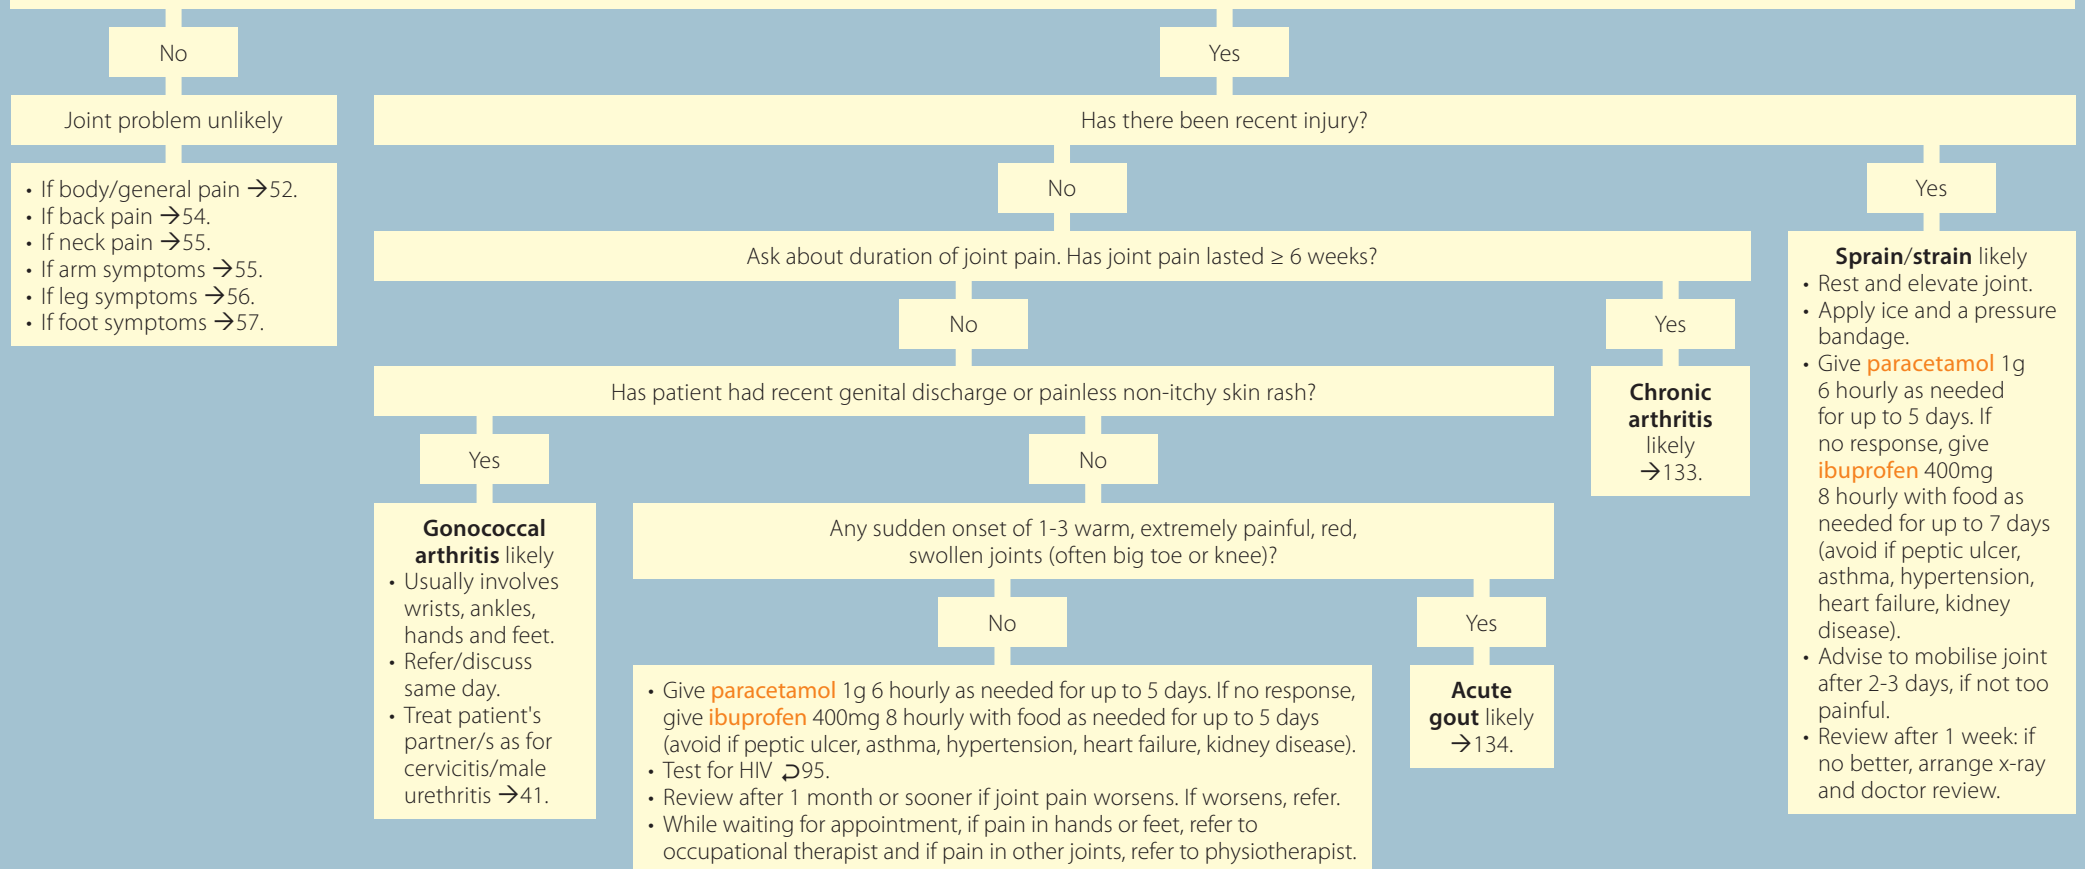 No
Yes
Joint problem unlikely
Has there been recent injury?
• If body/general pain →52.
• If back pain →54.
• If neck pain →55.
• If arm symptoms →55.
• If leg symptoms →56.
• If foot symptoms →57.
No
Yes
Ask about duration of joint pain. Has joint pain lasted ≥ 6 weeks?
Sprain/strain likely
• Rest and elevate joint.
• Apply ice and a pressure
bandage.
• Give paracetamol 1g
6 hourly as needed
for up to 5 days. If
no response, give
ibuprofen 400mg
8 hourly with food as
needed for up to 7 days
(avoid if peptic ulcer,
asthma, hypertension,
heart failure, kidney
disease).
• Advise to mobilise joint
after 2-3 days, if not too
painful.
• Review after 1 week: if
no better, arrange x-ray
and doctor review.
No
Yes
Has patient had recent genital discharge or painless non-itchy skin rash?
Chronic
arthritis
likely
→133.
Yes
No
Gonococcal
arthritis likely
• Usually involves
wrists, ankles,
hands and feet.
• Refer/discuss
same day.
• Treat patient's
partner/s as for
cervicitis/male
urethritis →41.
Any sudden onset of 1-3 warm, extremely painful, red,
swollen joints (often big toe or knee)?
No
Yes
• Give paracetamol 1g 6 hourly as needed for up to 5 days. If no response,
give ibuprofen 400mg 8 hourly with food as needed for up to 5 days
(avoid if peptic ulcer, asthma, hypertension, heart failure, kidney disease).
• Test for HIV ⮌95.
• Review after 1 month or sooner if joint pain worsens. If worsens, refer.
• While waiting for appointment, if pain in hands or feet, refer to
occupational therapist and if pain in other joints, refer to physiotherapist.
Acute
gout likely
→134.